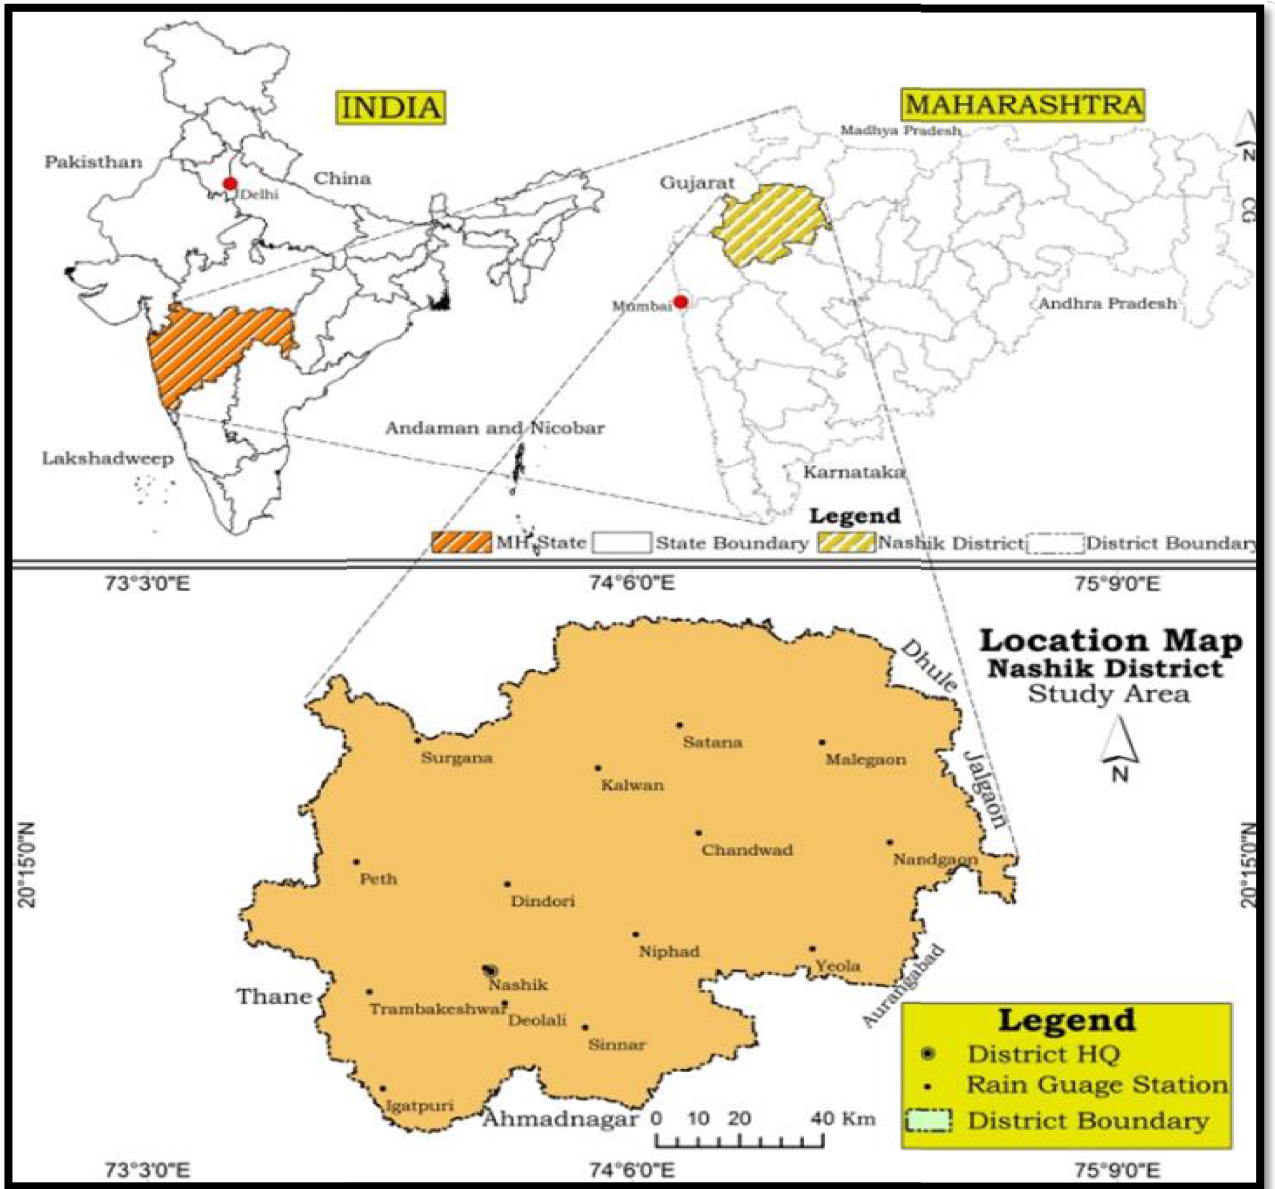 INDIA
MAHARASHTRA
Madhya Pradesh
N
Pakisthan
China
Delhi
Gujarat
CG
Mumbai
Andhra Pradesh
Andaman and Nicobar
Lakshadweep
Karnataka
Legend
MH State
State Boundary
Nashik District
District Boundary
73°3'0"E
74°6'0"E
75°9'0"E
Location Map
Nashik District
Study Area
N
Dhule
Jalgaon
Surgana
Satana
Malegaon
Kalwan
Chandwad
Nandgaon
20°15'0"N
20°15'0"N
Peth
Dindori
Niphad
Yeola
Aurangabad
Nashik
Thane
Trambakeshwar
Deolali
Sinnar
Igatpuri
Ahmadnagar
0 10 20 40 Km
Legend
District HQ
Rain Guage Station
District Boundary
73°3'0"E
74°6'0"E
75°9'0"E